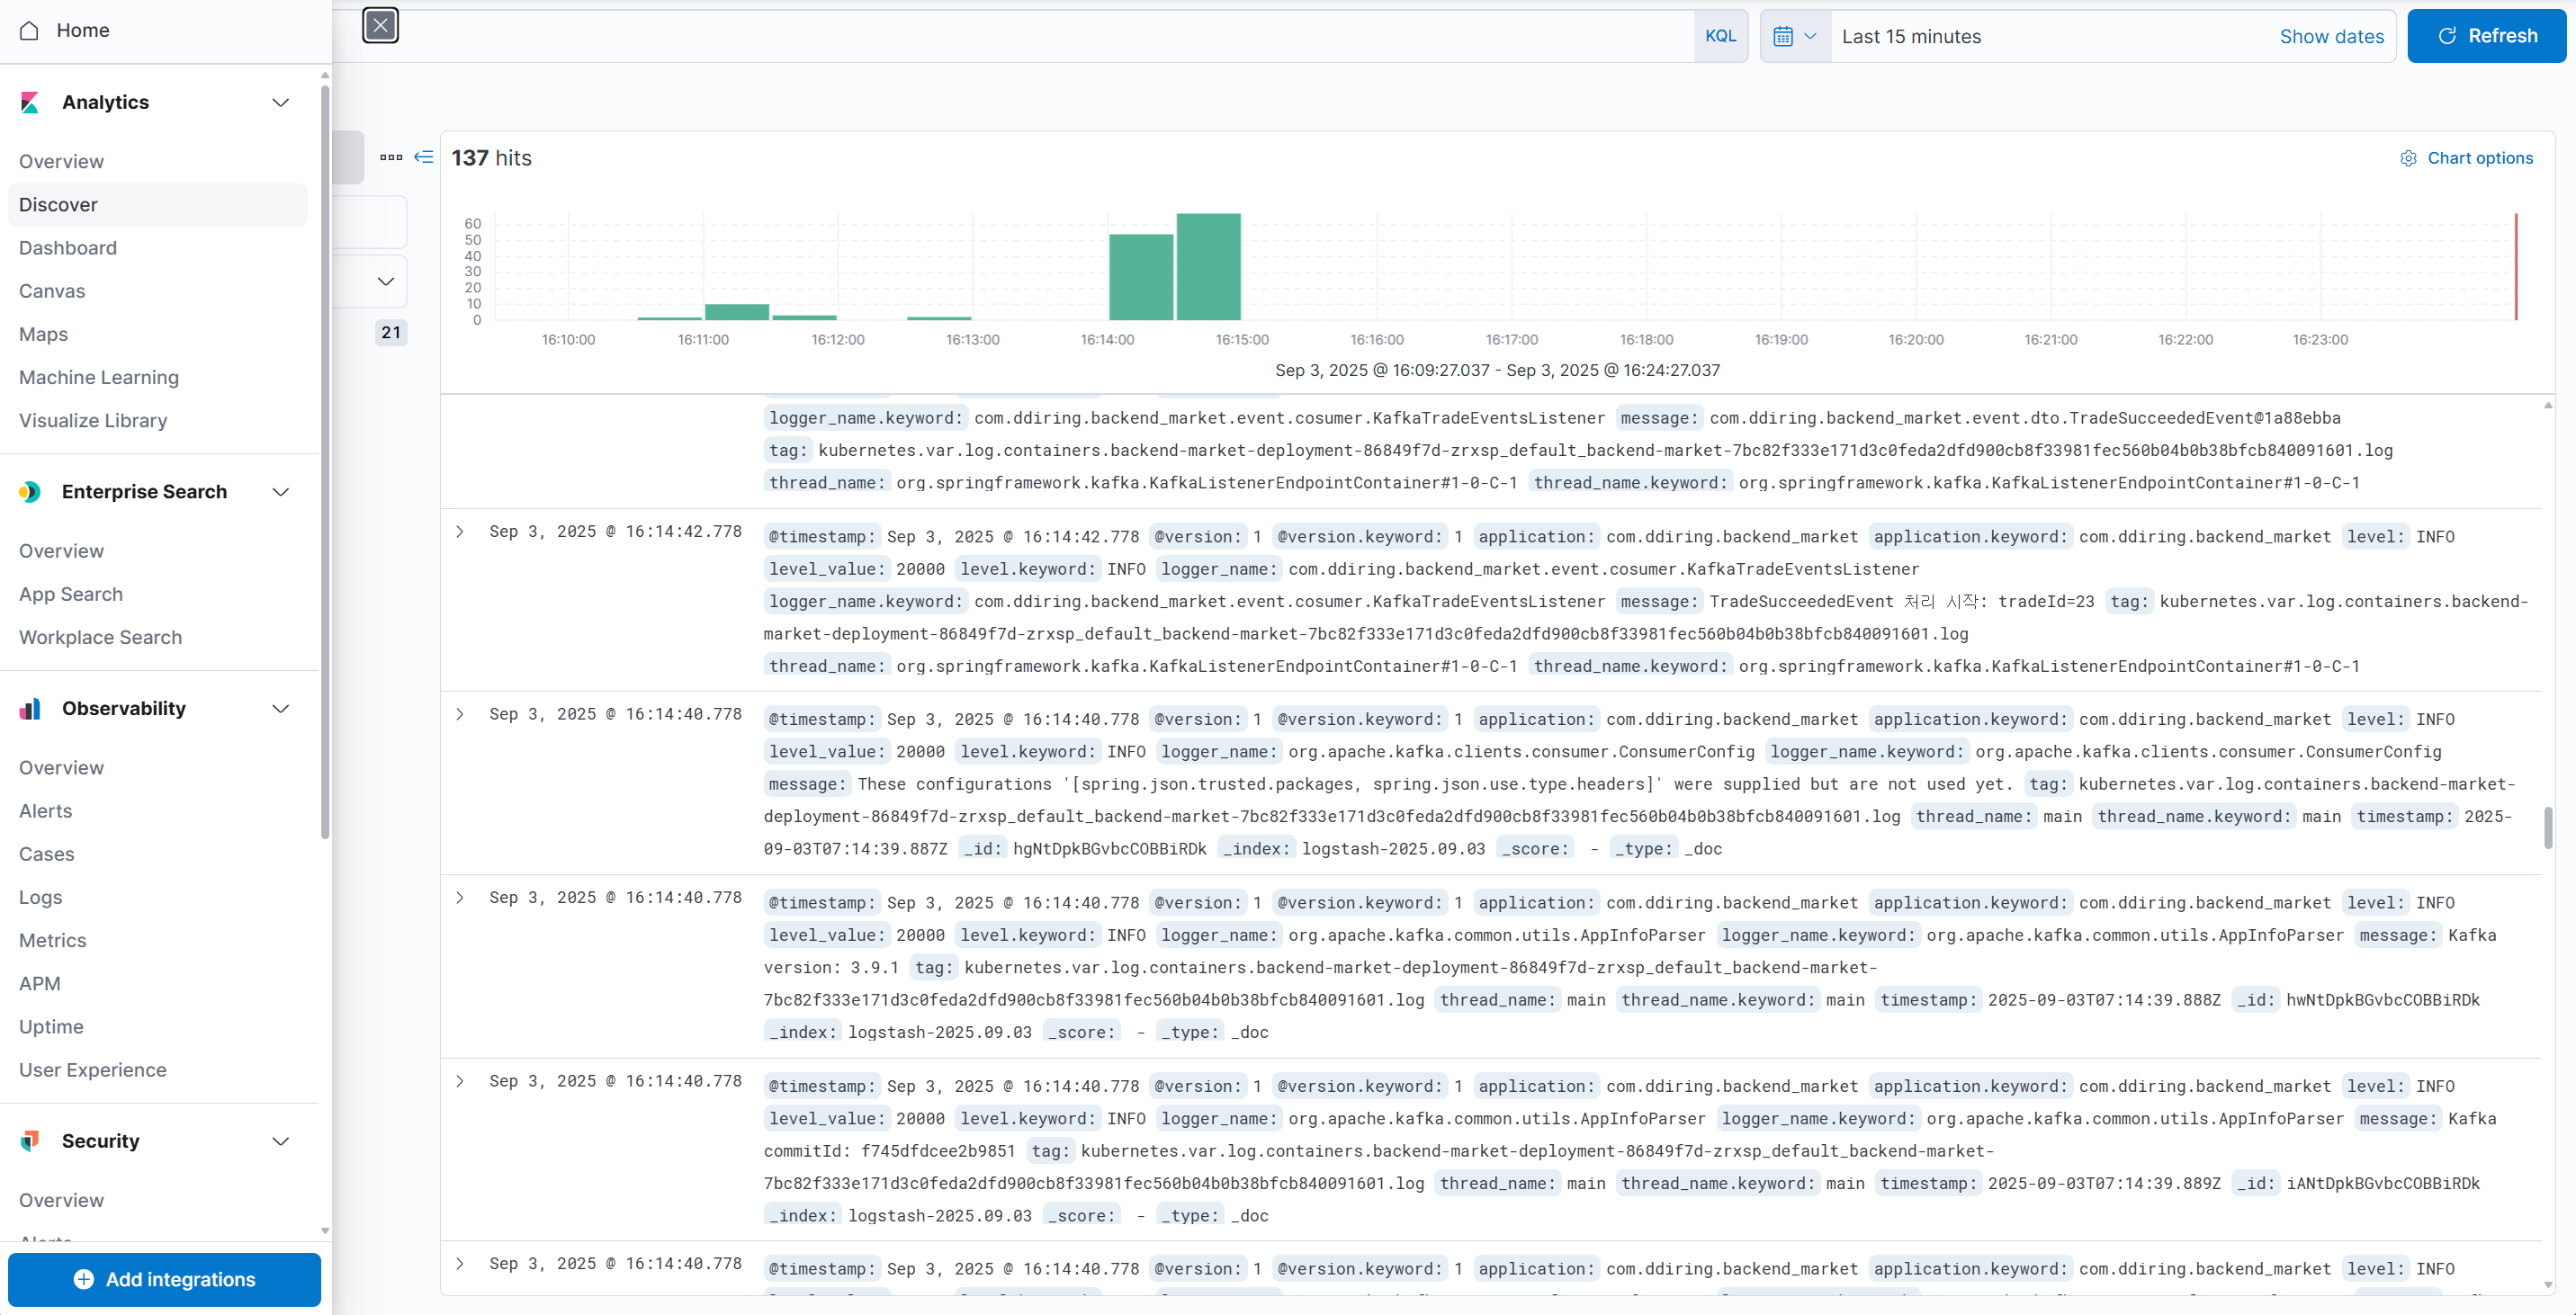 Home
Analytics
Overview
Discover
Dashboard
Canvas
Maps
Machine Learning
Visualize Library
Enterprise Search
Overview
App Search
Workplace Search
Observability
Overview
Alerts
Cases
Logs
Metrics
APM
Uptime
User Experience
Security
Overview
Alerts
Add integrations
KQL
Last 15 minutes
Show dates
Refresh
21
137 hits
Chart options
60
50
40
30
20
10
0
16:10:00 16:11:00 16:12:00 16:13:00 16:14:00 16:15:00 16:16:00 16:17:00 16:18:00 16:19:00 16:20:00 16:21:00 16:22:00 16:23:00
Sep 3, 2025 @ 16:09:27.037 - Sep 3, 2025 @ 16:24:27.037
logger_name.keyword: com.ddiring.backend_market.event.cosumer.KafkaTradeEventsListener message: com.ddiring.backend_market.event.dto.TradeSucceededEvent@1a88ebba
tag: kubernetes.var.log.containers.backend-market-deployment-86849f7d-zrxsp_default_backend-market-7bc82f333e171d3c0feda2dfd900cb8f33981fec560b04b0b38bfcb840091601.log
thread_name: org.springframework.kafka.KafkaListenerEndpointContainer#1-0-C-1 thread_name.keyword: org.springframework.kafka.KafkaListenerEndpointContainer#1-0-C-1
Sep 3, 2025 @ 16:14:42.778 @timestamp: Sep 3, 2025 @ 16:14:42.778 @version: 1 @version.keyword: 1 application: com.ddiring.backend_market application.keyword: com.ddiring.backend_market level: INFO
level_value: 20000 level.keyword: INFO logger_name: com.ddiring.backend_market.event.cosumer.KafkaTradeEventsListener
logger_name.keyword: com.ddiring.backend_market.event.cosumer.KafkaTradeEventsListener message: TradeSucceededEvent 처리 시작: tradeId=23 tag: kubernetes.var.log.containers.backend-
market-deployment-86849f7d-zrxsp_default_backend-market-7bc82f333e171d3c0feda2dfd900cb8f33981fec560b04b0b38bfcb840091601.log
thread_name: org.springframework.kafka.KafkaListenerEndpointContainer#1-0-C-1 thread_name.keyword: org.springframework.kafka.KafkaListenerEndpointContainer#1-0-C-1
Sep 3, 2025 @ 16:14:40.778 @timestamp: Sep 3, 2025 @ 16:14:40.778 @version: 1 @version.keyword: 1 application: com.ddiring.backend_market application.keyword: com.ddiring.backend_market level: INFO
level_value: 20000 level.keyword: INFO logger_name: org.apache.kafka.clients.consumer.ConsumerConfig logger_name.keyword: org.apache.kafka.clients.consumer.ConsumerConfig
message: These configurations '[spring.json.trusted.packages, spring.json.use.type.headers]' were supplied but are not used yet. tag: kubernetes.var.log.containers.backend-market-
deployment-86849f7d-zrxsp_default_backend-market-7bc82f333e171d3c0feda2dfd900cb8f33981fec560b04b0b38bfcb840091601.log thread_name: main thread_name.keyword: main timestamp: 2025-
09-03T07:14:39.887Z _id: hgNtDpkBGvbcCOBBiRDk _index: logstash-2025.09.03 _score: - _type: _doc
Sep 3, 2025 @ 16:14:40.778 @timestamp: Sep 3, 2025 @ 16:14:40.778 @version: 1 @version.keyword: 1 application: com.ddiring.backend_market application.keyword: com.ddiring.backend_market level: INFO
level_value: 20000 level.keyword: INFO logger_name: org.apache.kafka.common.utils.AppInfoParser logger_name.keyword: org.apache.kafka.common.utils.AppInfoParser message: Kafka
version: 3.9.1 tag: kubernetes.var.log.containers.backend-market-deployment-86849f7d-zrxsp_default_backend-market-
7bc82f333e171d3c0feda2dfd900cb8f33981fec560b04b0b38bfcb840091601.log thread_name: main thread_name.keyword: main timestamp: 2025-09-03T07:14:39.888Z _id: hwNtDpkBGvbcCOBBiRDk
_index: logstash-2025.09.03 _score: - _type: _doc
Sep 3, 2025 @ 16:14:40.778 @timestamp: Sep 3, 2025 @ 16:14:40.778 @version: 1 @version.keyword: 1 application: com.ddiring.backend_market application.keyword: com.ddiring.backend_market level: INFO
level_value: 20000 level.keyword: INFO logger_name: org.apache.kafka.common.utils.AppInfoParser logger_name.keyword: org.apache.kafka.common.utils.AppInfoParser message: Kafka
commitId: f745dfdcee2b9851 tag: kubernetes.var.log.containers.backend-market-deployment-86849f7d-zrxsp_default_backend-market-
7bc82f333e171d3c0feda2dfd900cb8f33981fec560b04b0b38bfcb840091601.log thread_name: main thread_name.keyword: main timestamp: 2025-09-03T07:14:39.889Z _id: iANtDpkBGvbcCOBBiRDk
_index: logstash-2025.09.03 _score: - _type: _doc
Sep 3, 2025 @ 16:14:40.778 @timestamp: Sep 3, 2025 @ 16:14:40.778 @version: 1 @version.keyword: 1 application: com.ddiring.backend_market application.keyword: com.ddiring.backend_market level: INFO